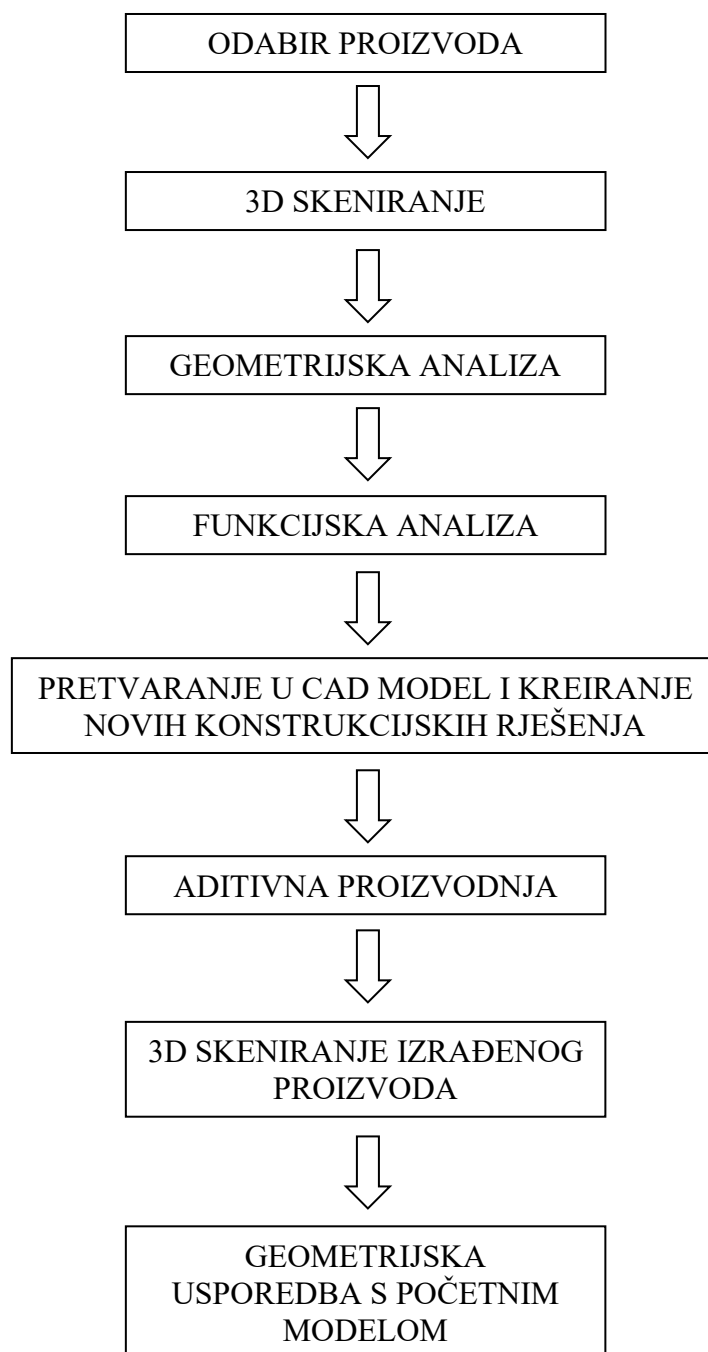 ODABIR PROIZVODA
3D SKENIRANJE
GEOMETRIJSKA ANALIZA
FUNKCIJSKA ANALIZA
PRETVARANJE U CAD MODEL I KREIRANJE
NOVIH KONSTRUKCIJSKIH RJEŠENJA
ADITIVNA PROIZVODNJA
3D SKENIRANJE IZRAĐENOG
PROIZVODA
GEOMETRIJSKA
USPOREDBA S POČETNIM
MODELOM